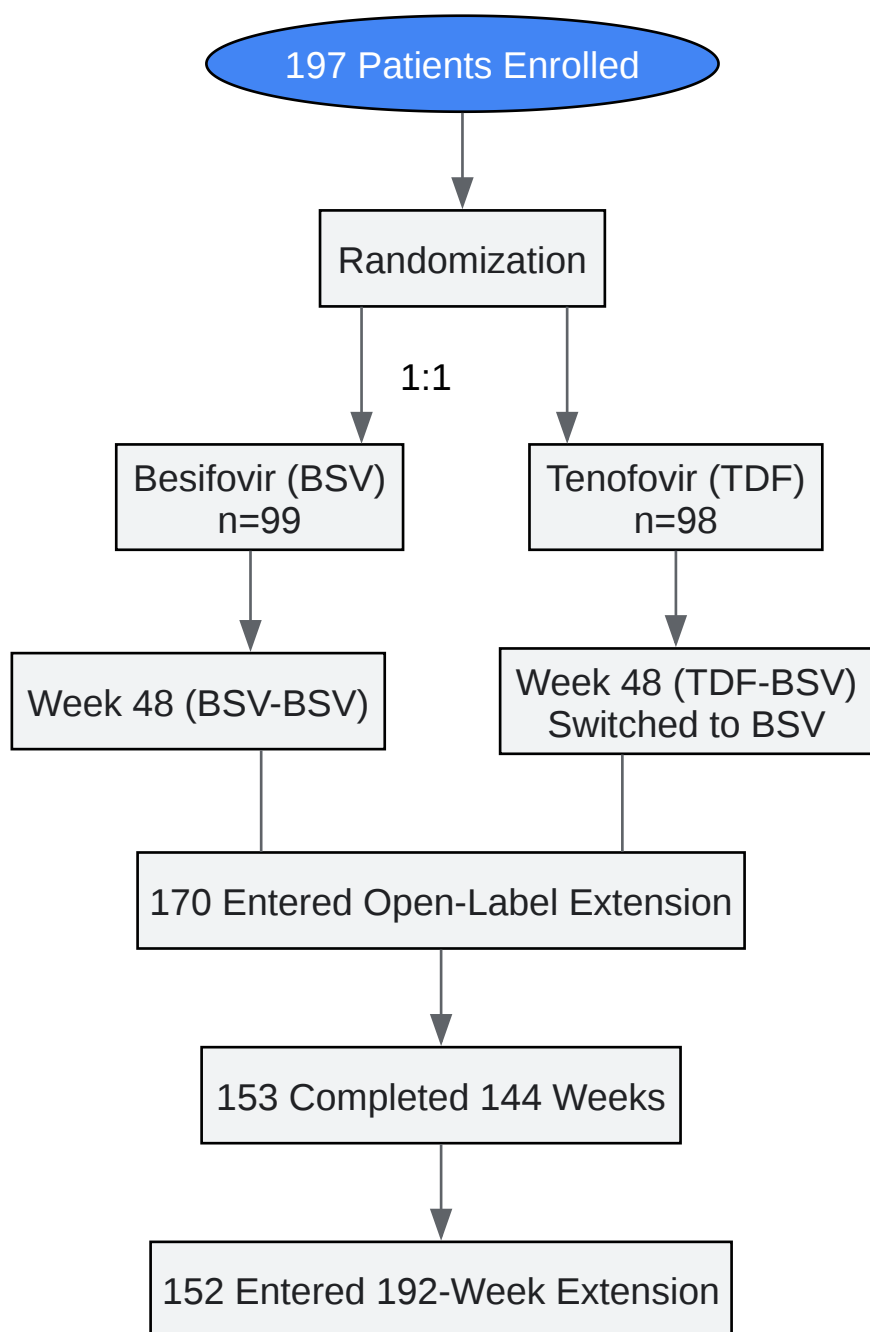 197 Patients Enrolled
Randomization
1:1
Besifovir (BSV)
n=99
Tenofovir (TDF)
n=98
Week 48 (BSV-BSV)
Week 48 (TDF-BSV)
Switched to BSV
170 Entered Open-Label Extension
153 Completed 144 Weeks
152 Entered 192-Week Extension